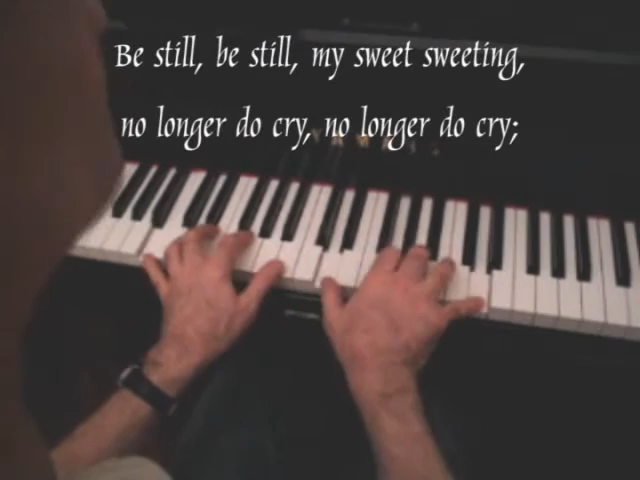 Be still, be still, my sweet sweeting,
no longer do cry, no longer do cry;